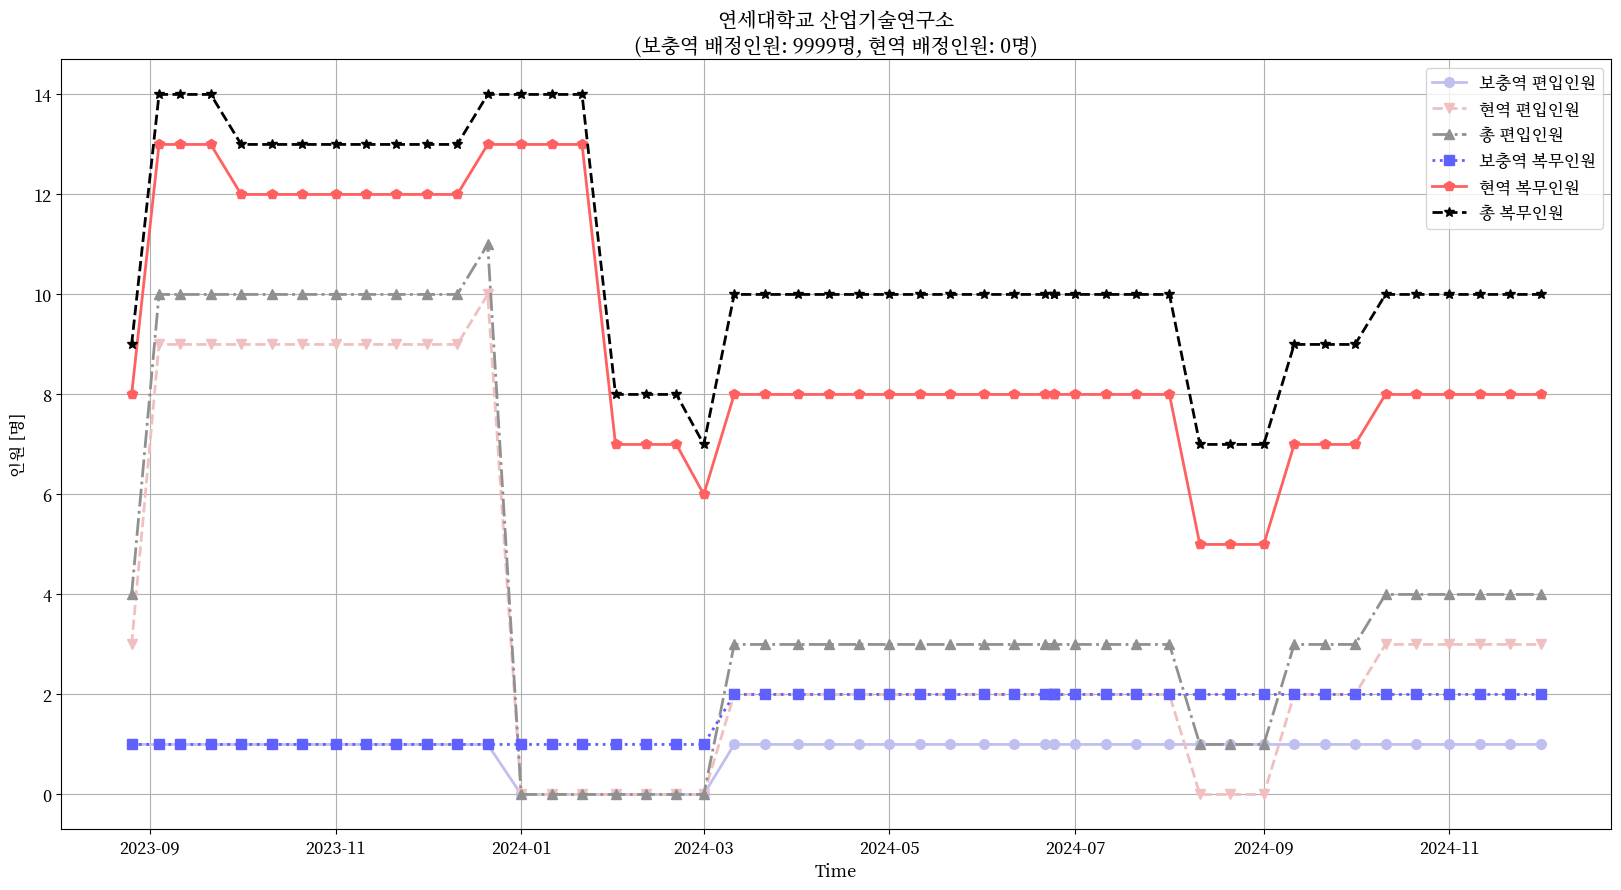 연세대학교 산업기술연구소
(보충역 배정인원: 9999명, 현역 배정인원: 0명)
보충역 편입인원
현역 편입인원
총 편입인원
보충역 복무인원
현역 복무인원
총 복무인원
인원 [명]
14
12
10
8
6
4
2
0
2023-09
2023-11
2024-01
2024-03
2024-05
2024-07
2024-09
2024-11
Time